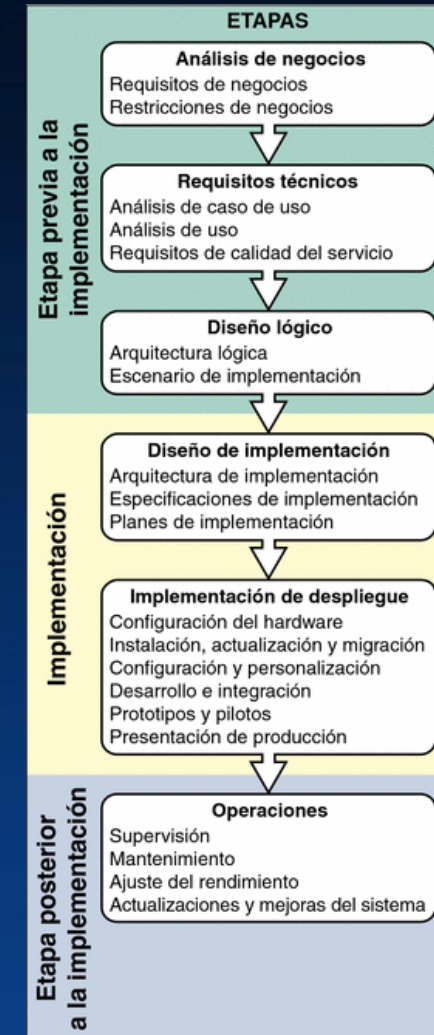 ETAPAS
Etapa previa a la
implementación
Análisis de negocios
Requisitos de negocios
Restricciones de negocios
Requisitos técnicos
Análisis de caso de uso
Análisis de uso
Requisitos de calidad del servicio
Diseño lógico
Arquitectura lógica
Escenario de implementación
Implementación
Diseño de implementación
Arquitectura de implementación
Especificaciones de implementación
Planes de implementación
Implementación de despliegue
Configuración del hardware
Instalación, actualización y migración
Configuración y personalización
Desarrollo e integración
Prototipos y pilotos
Presentación de producción
Etapa posterior
a la implementación
Operaciones
Supervisión
Mantenimiento
Ajuste del rendimiento
Actualizaciones y mejoras del sistema